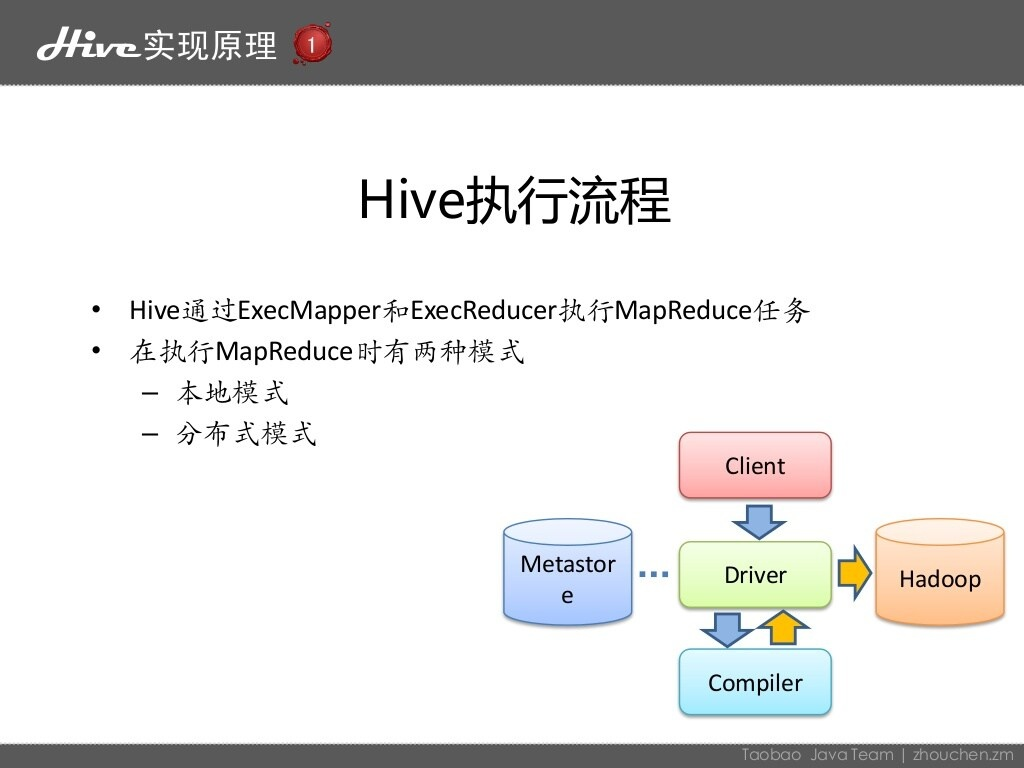 Hive实现原理 1
Hive执行流程
• Hive通过ExecMapper和ExecReducer执行MapReduce任务
• 在执行MapReduce时有两种模式
– 本地模式
– 分布式模式
Client
Metastor
e
...
Driver
Hadoop
Compiler
Taobao Java Team | zhouchen.zm